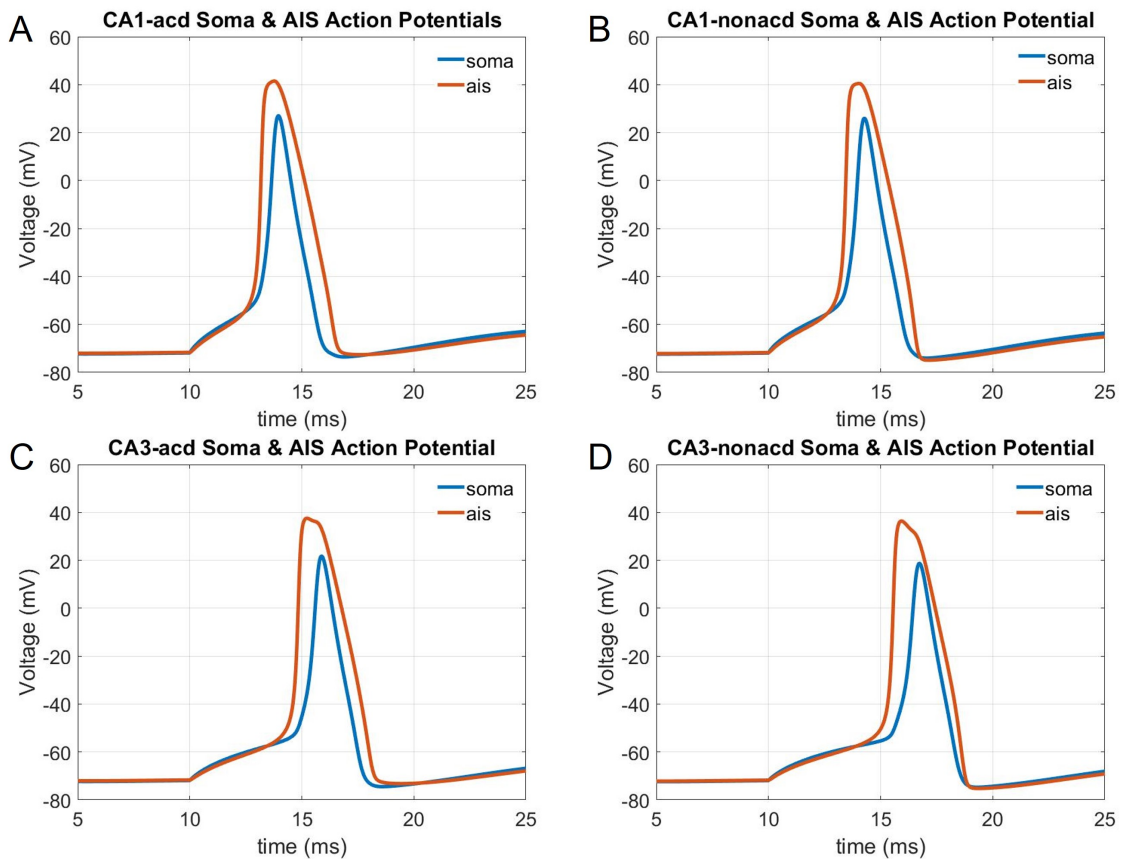 A
CA1-acd Soma & AIS Action Potentials
60
40
20
0
-20
-40
-60
-80
Voltage (mV)
soma
ais
5
10
15
20
25
time (ms)
B
CA1-nonacd Soma & AIS Action Potential
60
40
20
0
-20
-40
-60
-80
Voltage (mV)
soma
ais
5
10
15
20
25
time (ms)
C
CA3-acd Soma & AIS Action Potential
60
40
20
0
-20
-40
-60
-80
Voltage (mV)
soma
ais
5
10
15
20
25
time (ms)
D
CA3-nonacd Soma & AIS Action Potential
60
40
20
0
-20
-40
-60
-80
Voltage (mV)
soma
ais
5
10
15
20
25
time (ms)